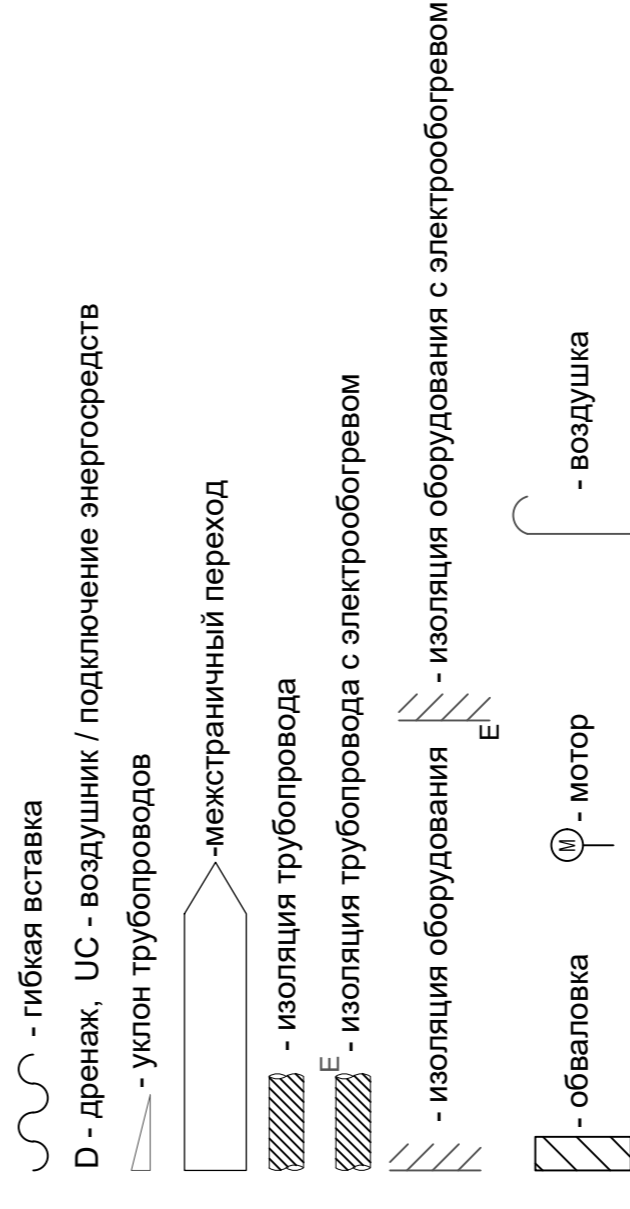 - гибкая вставка
D - дренаж, UC - воздушник / подключение энергосредств
- уклон трубопроводов
-межстраничный переход
- изоляция трубопровода
E - изоляция трубопровода с электрообогревом
- изоляция оборудования E - изоляция оборудования с электрообогревом
- обваловка M - мотор - воздушка